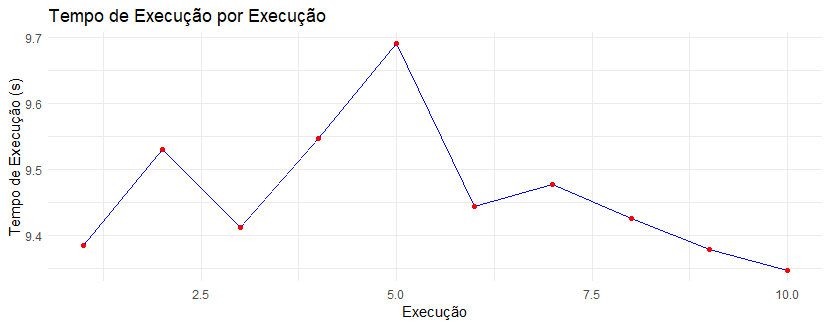 Tempo de Execução por Execução
Tempo de Execução (s)
9.7
9.6
9.5
9.4
2.5
5.0
7.5
10.0
Execução